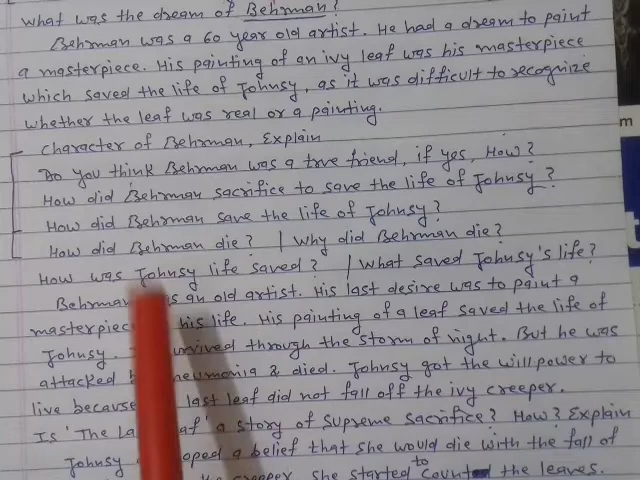 What was the dream of Behrman?
Behrman was a 60 year old artist. He had a dream to paint
a masterpiece. His painting of an ivy leaf was his masterpiece
which saved the life of Johnsy, as it was difficult to recognize
whether the leaf was real or a painting.
Character of Behrman, Explain
Do you think Behrman was a true friend, if yes, How?
How did Behrman sacrifice to save the life of Johnsy?
How did Behrman save the life of Johnsy?
How did Behrman die? / Why did Behrman die?
How was Johnsy life saved? / What saved Johnsy's life?
Behrman an old artist. His last desire was to paint a
masterpiece his life. His painting of a leaf saved the life of
Johnsy. through the storm of night. But he was
attacked & died. Johnsy got the willpower to
live because last leaf did not fall off the ivy creeper.
Is 'The a story of supreme sacrifice? How? Explain
Johnsy a belief that she would die with the fall of
creeper. She started to count the leaves.
m